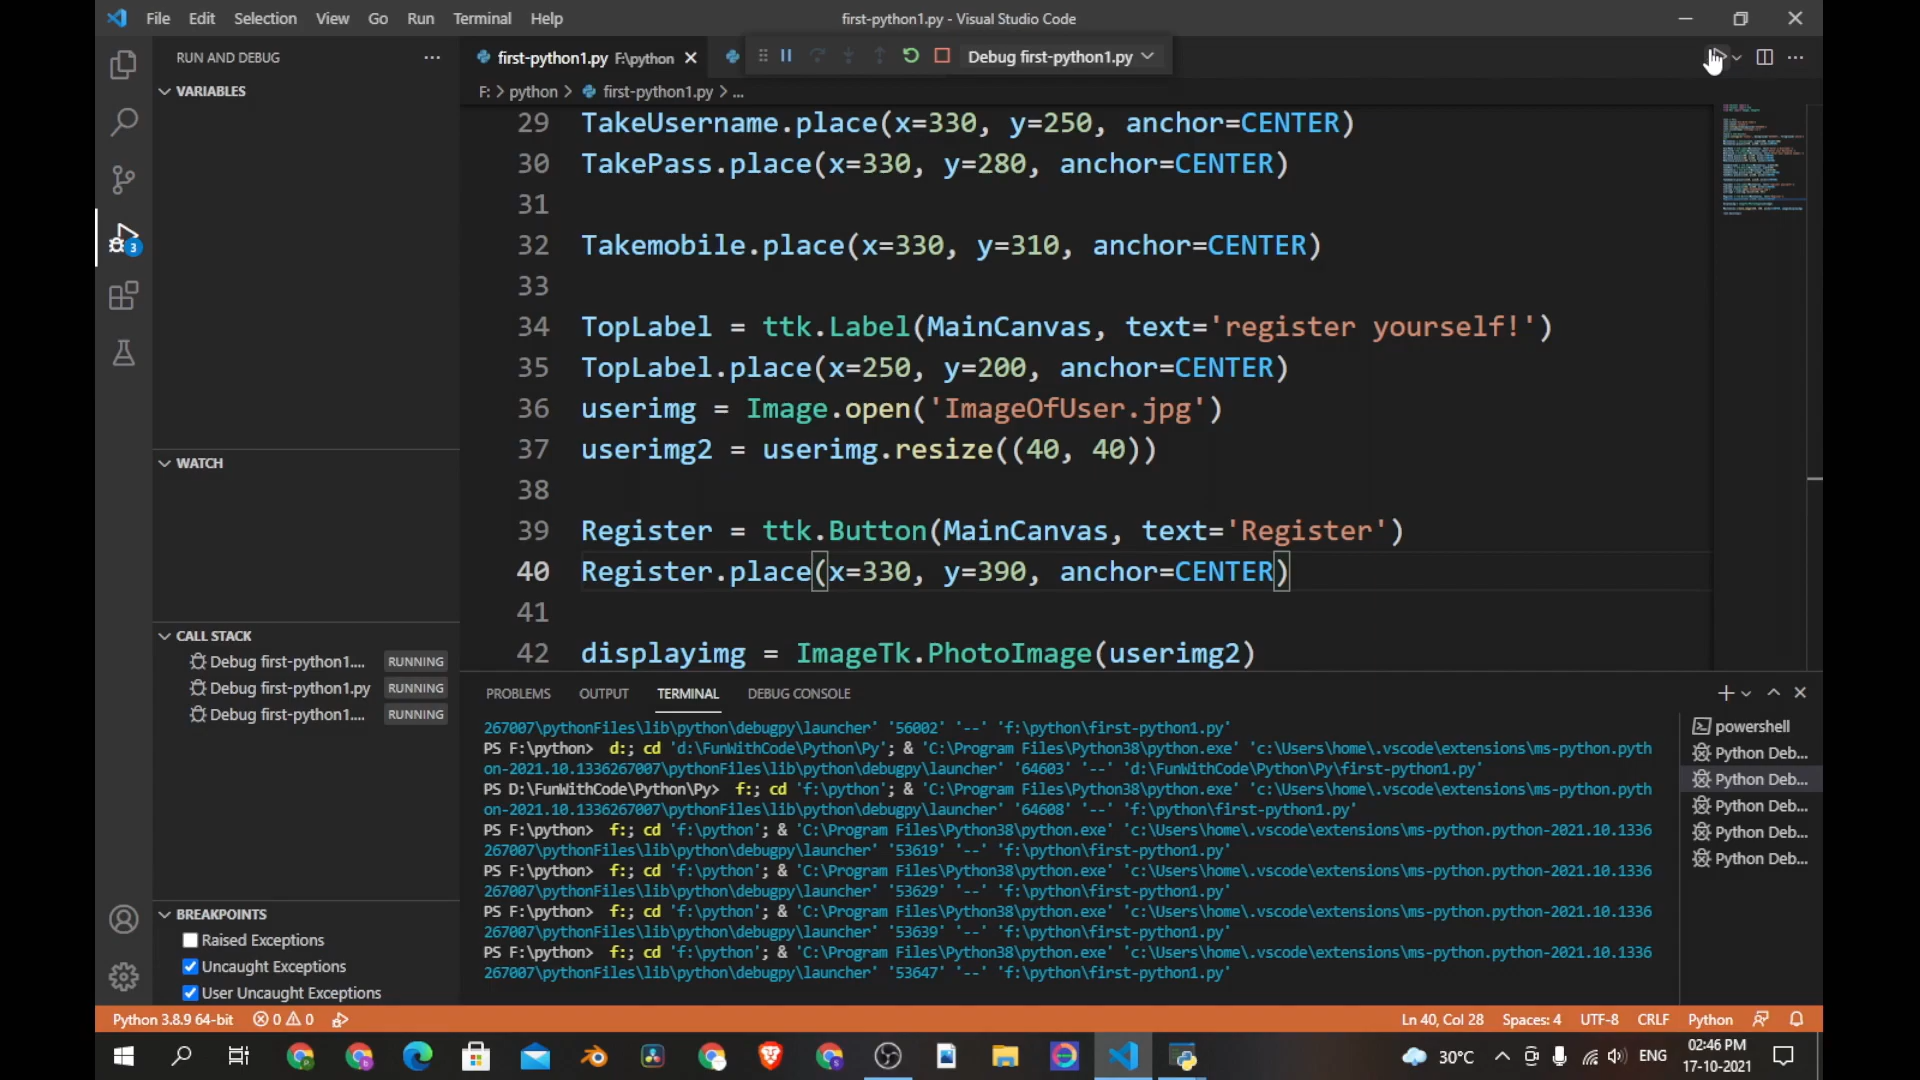 File Edit Selection View Go Run Terminal Help
first-python1.py - Visual Studio Code
RUN AND DEBUG
first-python1.py F:\python
Debug first-python1.py
F: > python > first-python1.py > ...
VARIABLES
29 TakeUsername.place(x=330, y=250, anchor=CENTER)
30 TakePass.place(x=330, y=280, anchor=CENTER)
31
32 Takemobile.place(x=330, y=310, anchor=CENTER)
33
34 TopLabel = ttk.Label(MainCanvas, text='register yourself!')
35 TopLabel.place(x=250, y=200, anchor=CENTER)
36 userimg = Image.open('ImageOfUser.jpg')
37 userimg2 = userimg.resize((40, 40))
38
39 Register = ttk.Button(MainCanvas, text='Register')
40 Register.place(x=330, y=390, anchor=CENTER)
41
42 displayimg = ImageTk.PhotoImage(userimg2)
WATCH
CALL STACK
Debug first-python1.... RUNNING
Debug first-python1.py RUNNING
Debug first-python1.... RUNNING
BREAKPOINTS
Raised Exceptions
Uncaught Exceptions
User Uncaught Exceptions
3
PROBLEMS OUTPUT TERMINAL DEBUG CONSOLE
267007\pythonFiles\lib\python\debugpy\launcher' '56002' '--' 'f:\python\first-python1.py'
PS F:\python> d:; cd 'd:\FunWithCode\Python\Py'; & 'C:\Program Files\Python38\python.exe' 'c:\Users\home\.vscode\extensions\ms-python.pyth
on-2021.10.1336267007\pythonFiles\lib\python\debugpy\launcher' '64603' '--' 'd:\FunWithCode\Python\Py\first-python1.py'
PS D:\FunWithCode\Python\Py> f:; cd 'f:\python'; & 'C:\Program Files\Python38\python.exe' 'c:\Users\home\.vscode\extensions\ms-python.pyth
on-2021.10.1336267007\pythonFiles\lib\python\debugpy\launcher' '64608' '--' 'f:\python\first-python1.py'
PS F:\python> f:; cd 'f:\python'; & 'C:\Program Files\Python38\python.exe' 'c:\Users\home\.vscode\extensions\ms-python.python-2021.10.1336
267007\pythonFiles\lib\python\debugpy\launcher' '53619' '--' 'f:\python\first-python1.py'
PS F:\python> f:; cd 'f:\python'; & 'C:\Program Files\Python38\python.exe' 'c:\Users\home\.vscode\extensions\ms-python.python-2021.10.1336
267007\pythonFiles\lib\python\debugpy\launcher' '53629' '--' 'f:\python\first-python1.py'
PS F:\python> f:; cd 'f:\python'; & 'C:\Program Files\Python38\python.exe' 'c:\Users\home\.vscode\extensions\ms-python.python-2021.10.1336
267007\pythonFiles\lib\python\debugpy\launcher' '53639' '--' 'f:\python\first-python1.py'
PS F:\python> f:; cd 'f:\python'; & 'C:\Program Files\Python38\python.exe' 'c:\Users\home\.vscode\extensions\ms-python.python-2021.10.1336
267007\pythonFiles\lib\python\debugpy\launcher' '53647' '--' 'f:\python\first-python1.py'
powershell
Python Deb...
Python Deb...
Python Deb...
Python Deb...
Python Deb...
Python 3.8.9 64-bit 0 0
Ln 40, Col 28 Spaces: 4 UTF-8 CRLF Python
30°C ENG 02:46 PM
17-10-2021